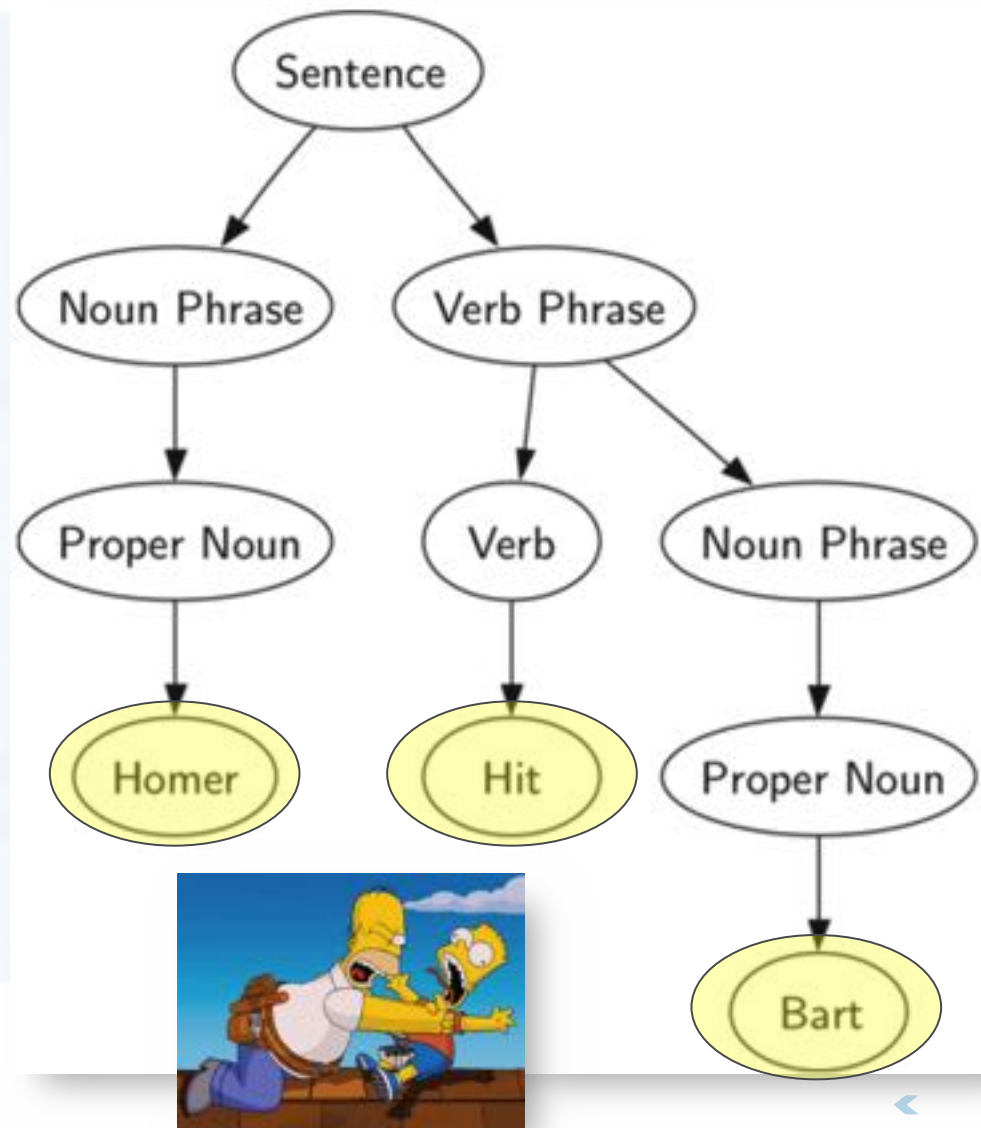 Sentence
Noun Phrase Verb Phrase
Proper Noun Verb Noun Phrase
Homer Hit Proper Noun
Bart